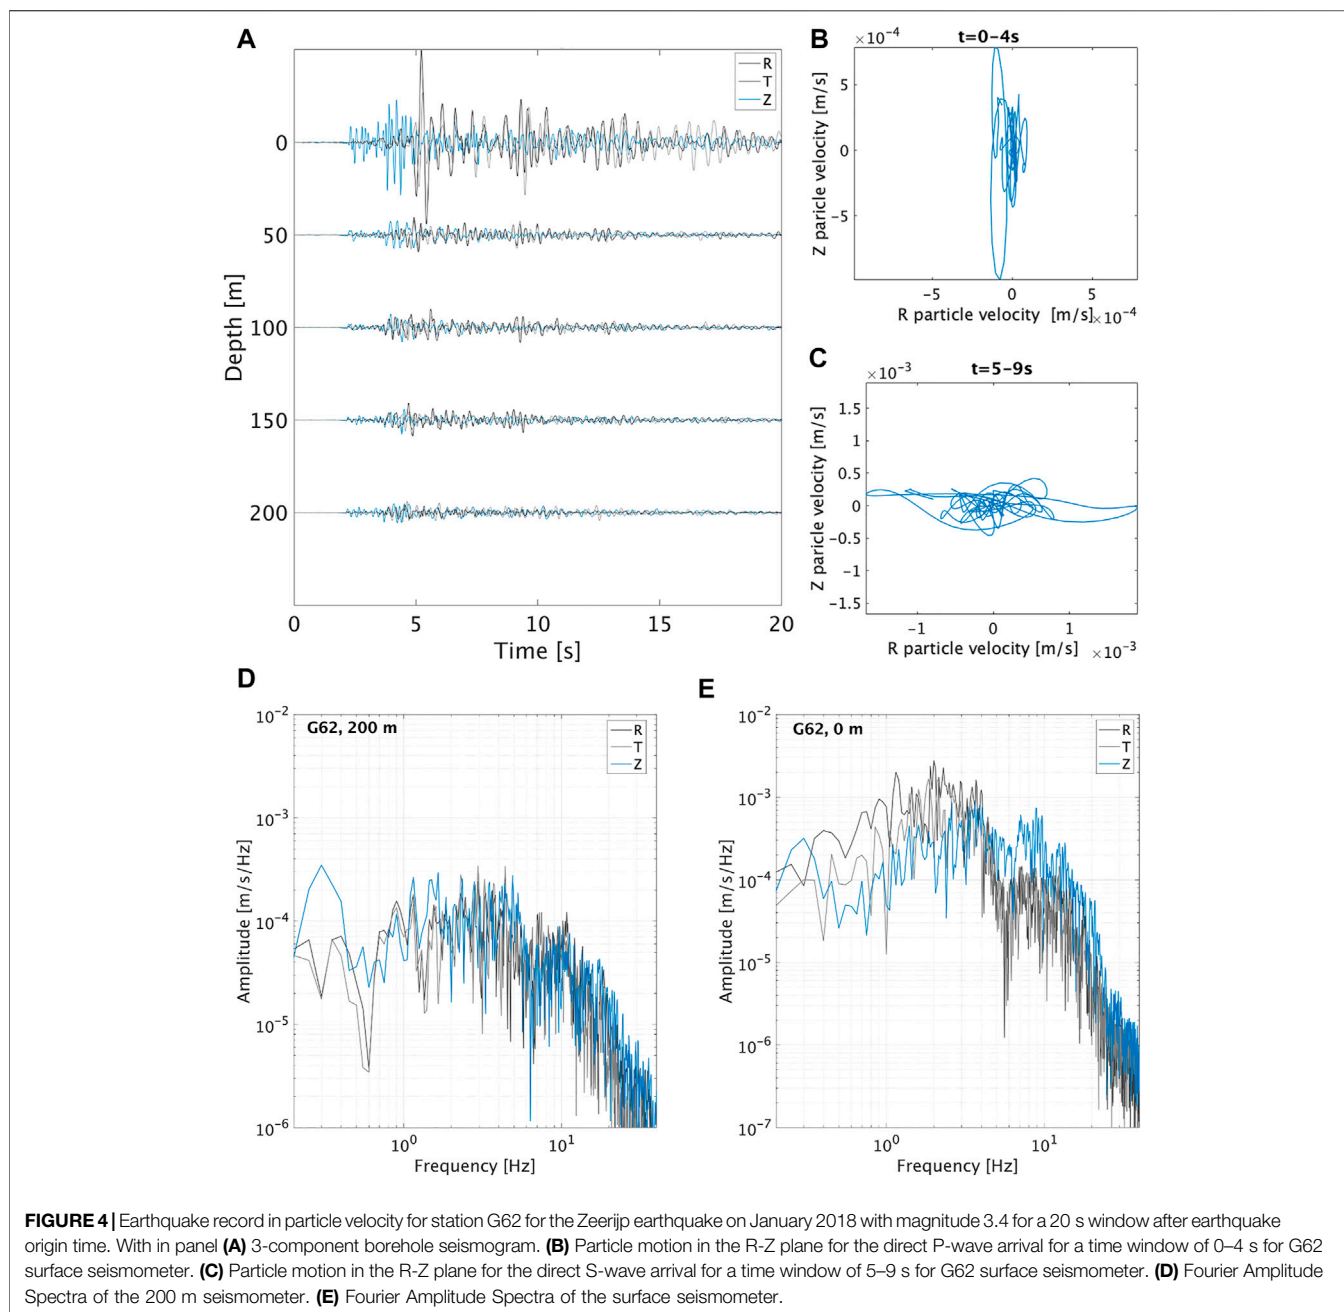 A
R
T
Z
0
50
100
150
200
Depth [m]
0 5 10 15 20
Time [s]
B
×10⁻⁴ t=0-4s
5
0
-5
Z paricle velocity [m/s]
-5 0 5
R particle velocity [m/s] ×10⁻⁴
C
×10⁻³ t=5-9s
1.5
1
0.5
0
-0.5
-1
-1.5
Z paricle velocity [m/s]
-1 0 1
R particle velocity [m/s] ×10⁻³
D
G62, 200 m
R
T
Z
10⁻²
10⁻³
10⁻⁴
10⁻⁵
10⁻⁶
Amplitude [m/s/Hz]
10⁰ 10¹
Frequency [Hz]
E
G62, 0 m
R
T
Z
10⁻²
10⁻³
10⁻⁴
10⁻⁵
10⁻⁶
10⁻⁷
Amplitude [m/s/Hz]
10⁰ 10¹
Frequency [Hz]
FIGURE 4 | Earthquake record in particle velocity for station G62 for the Zeerijp earthquake on January 2018 with magnitude 3.4 for a 20 s window after earthquake
origin time. With in panel (A) 3-component borehole seismogram. (B) Particle motion in the R-Z plane for the direct P-wave arrival for a time window of 0–4 s for G62
surface seismometer. (C) Particle motion in the R-Z plane for the direct S-wave arrival for a time window of 5–9 s for G62 surface seismometer. (D) Fourier Amplitude
Spectra of the 200 m seismometer. (E) Fourier Amplitude Spectra of the surface seismometer.